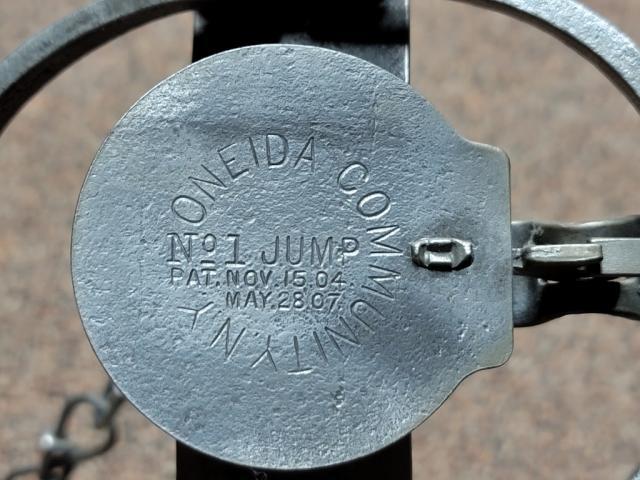 ONEIDA COMMUNITY. N.Y.
No 1 JUMP
PAT. NOV. 15. 04.
MAY. 28. 07.